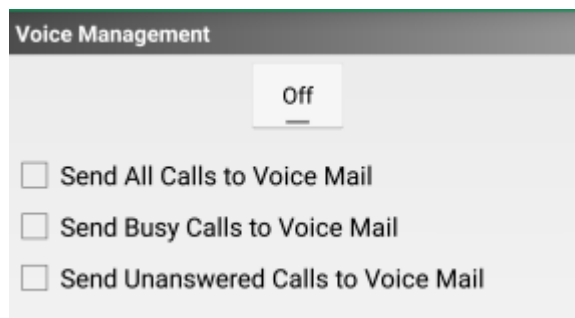 Voice Management
Off
Send All Calls to Voice Mail
Send Busy Calls to Voice Mail
Send Unanswered Calls to Voice Mail